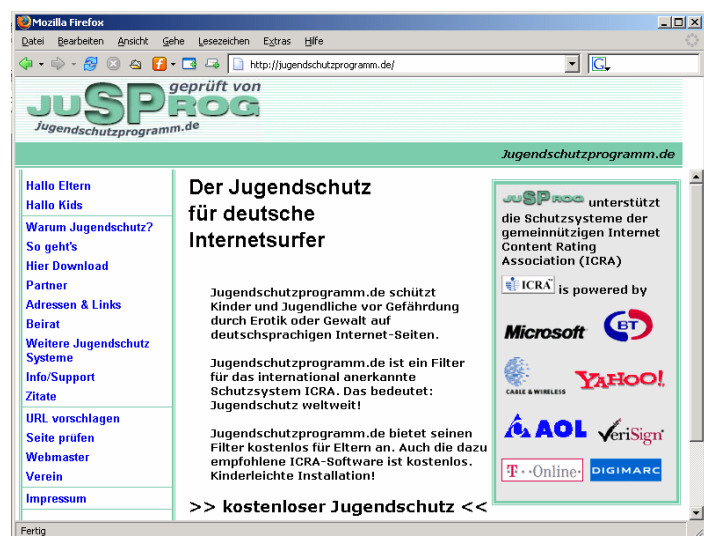 Mozilla Firefox
Datei Bearbeiten Ansicht Gehe Lesezeichen Extras Hilfe
http://jugendschutzprogramm.de/
G
geprüft von
JUSPROG
jugendschutzprogramm.de
Jugendschutzprogramm.de
Hallo Eltern
Hallo Kids
Warum Jugendschutz?
So geht's
Hier Download
Partner
Adressen & Links
Beirat
Weitere Jugendschutz
Systeme
Info/Support
Zitate
URL vorschlagen
Seite prüfen
Webmaster
Verein
Impressum
Der Jugendschutz
für deutsche
Internetsurfer
Jugendschutzprogramm.de schützt
Kinder und Jugendliche vor Gefährdung
durch Erotik oder Gewalt auf
deutschsprachigen Internet-Seiten.
Jugendschutzprogramm.de ist ein Filter
für das international anerkannte
Schutzsystem ICRA. Das bedeutet:
Jugendschutz weltweit!
Jugendschutzprogramm.de bietet seinen
Filter kostenlos für Eltern an. Auch die dazu
empfohlene ICRA-Software ist kostenlos.
Kinderleichte Installation!
>> kostenloser Jugendschutz <<
JUSPROG unterstützt
die Schutzsysteme der
gemeinnützigen Internet
Content Rating
Association (ICRA)
ICRA is powered by
Microsoft BT
CABLE & WIRELESS YAHOO!
AOL VeriSign
T··Online· DIGIMARC
Fertig